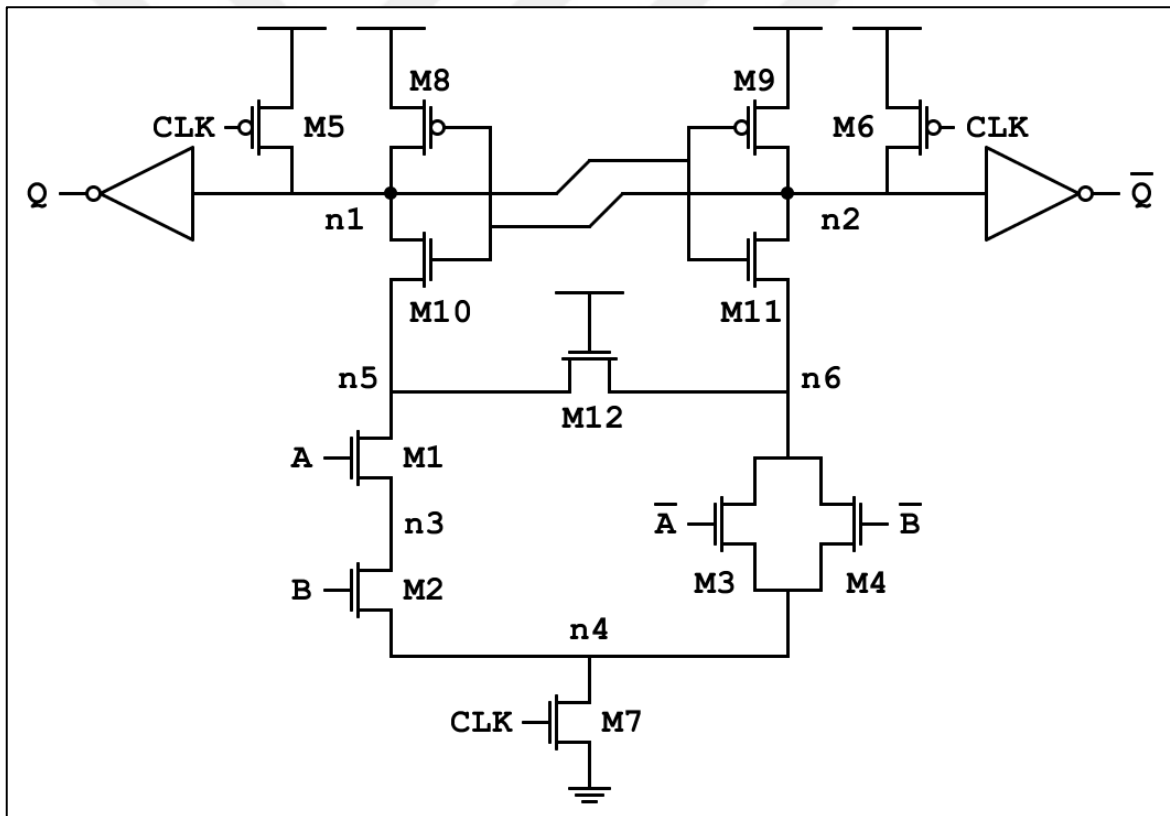 M8 M9
CLK M5 M6 CLK
Q n1 n2 Q̅
M10 M11
n5 n6
M12
A M1
n3 A̅ B̅
B M2 M3 M4
n4
CLK M7